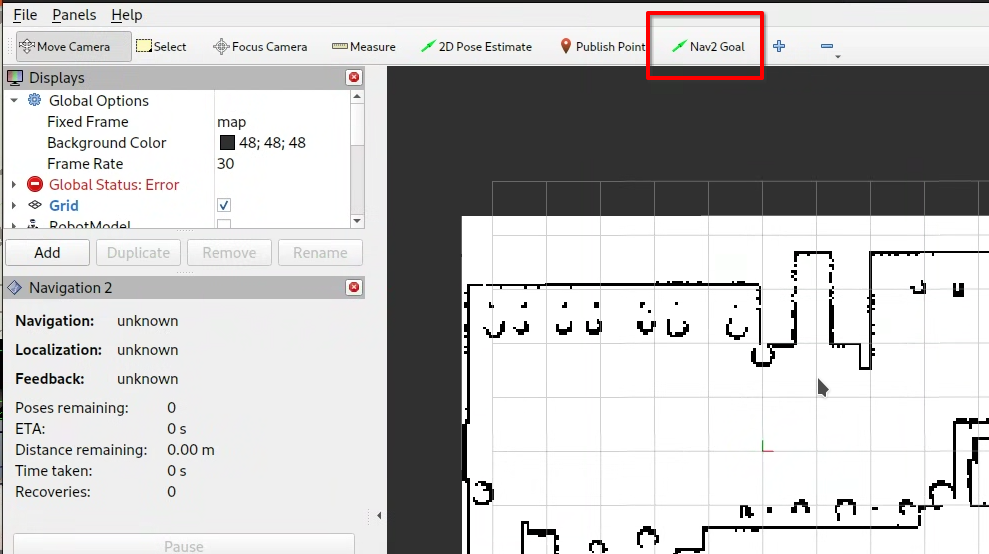 File Panels Help
Move Camera Select Focus Camera Measure 2D Pose Estimate Publish Point Nav2 Goal
Displays
Global Options
Fixed Frame map
Background Color 48; 48; 48
Frame Rate 30
Global Status: Error
Grid
RobotModel
Add Duplicate Remove Rename
Navigation 2
Navigation: unknown
Localization: unknown
Feedback: unknown
Poses remaining: 0
ETA: 0 s
Distance remaining: 0.00 m
Time taken: 0 s
Recoveries: 0
Pause